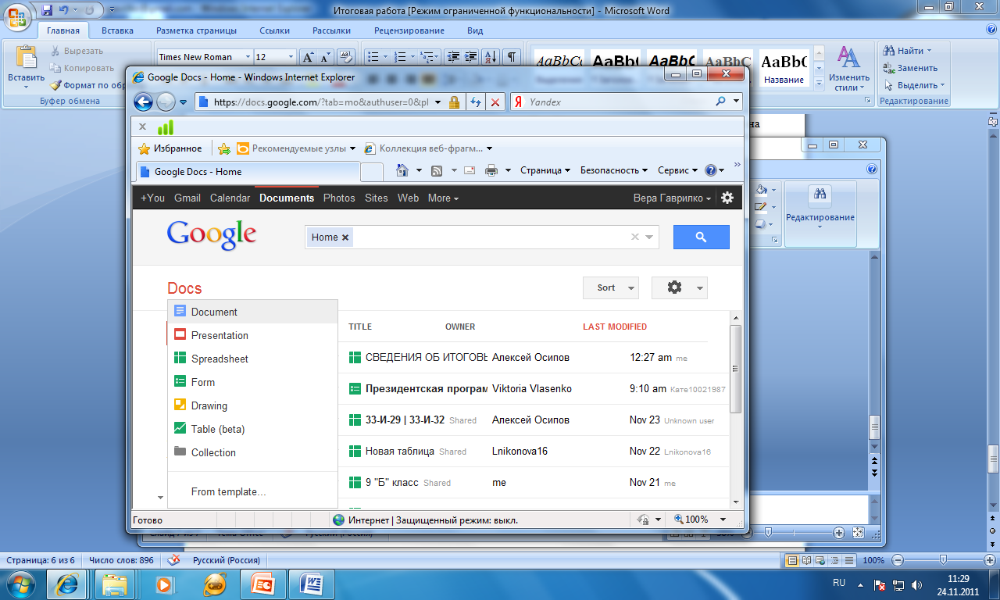 Итоговая работа [Режим ограниченной функциональности] - Microsoft Word
Главная Вставка Разметка страницы Ссылки Рассылки Рецензирование Вид
Вставить
Вырезать
Копировать
Формат по обр
Буфер обмена
Times New Roman 12
АаBbCc АаBbC АаBbC АаBbCc АаBbC
Название
Изменить
стили
Найти
Заменить
Выделить
Редактирование
на
Редактирование
Google Docs - Home - Windows Internet Explorer
https://docs.google.com/?tab=mo&authuser=0&pl
Yandex
Избранное Рекомендуемые узлы Коллекция веб-фрагм...
Google Docs - Home
Страница Безопасность Сервис
+You Gmail Calendar Documents Photos Sites Web More Вера Гаврилко
Google
Home
Docs
Sort
Document
Presentation
Spreadsheet
Form
Drawing
Table (beta)
Collection
From template...
TITLE OWNER LAST MODIFIED
СВЕДЕНИЯ ОБ ИТОГОВЬ Алексей Осипов 12:27 am me
Президентская програм Viktoria Vlasenko 9:10 am Кате10021987
33-И-29 | 33-И-32 Shared Алексей Осипов Nov 23 Unknown user
Новая таблица Shared Lnikonova16 Nov 22 Lnikonova16
9 "Б" класс Shared me Nov 21 me
Готово Интернет | Защищенный режим: выкл. 100%
Страница: 6 из 6 Число слов: 896 Русский (Россия) 100%
RU
11:29
24.11.2011